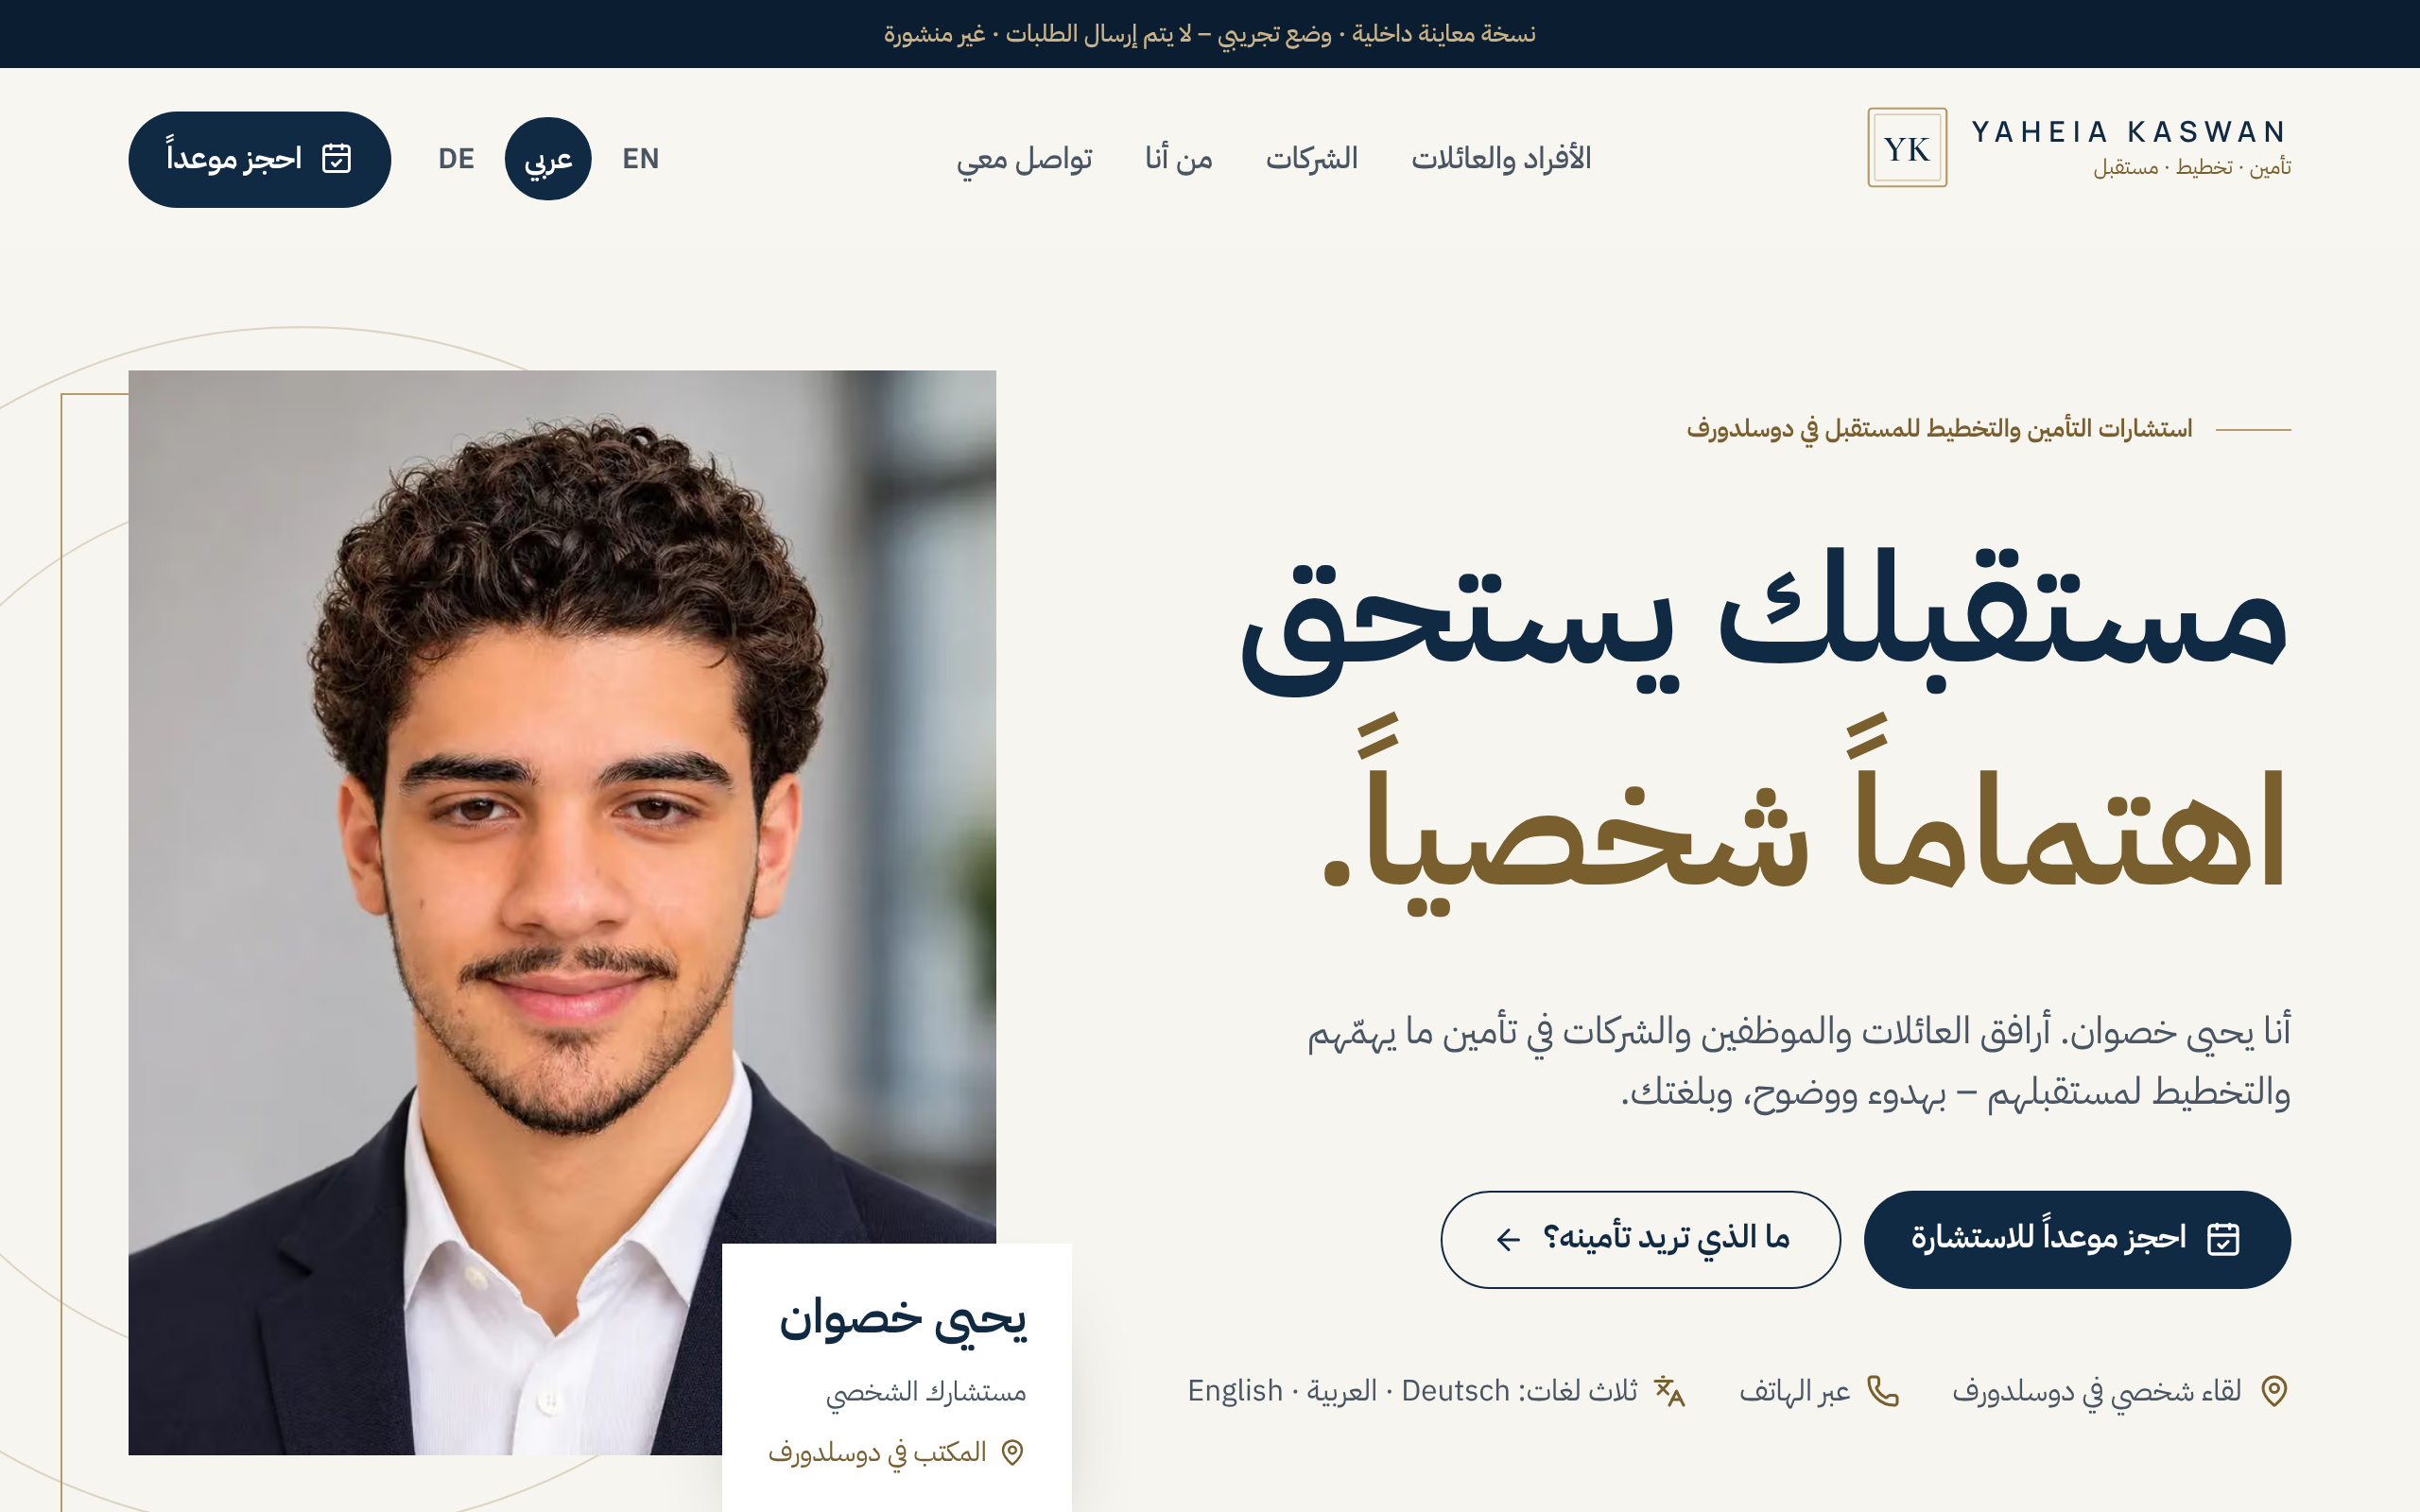 نسخة معاينة داخلية · وضع تجريبي – لا يتم إرسال الطلبات · غير منشورة
YAHEIA KASWAN
تأمين · تخطيط · مستقبل
YK
الأفراد والعائلات
الشركات
من أنا
تواصل معي
EN
عربي
DE
احجز موعداً
استشارات التأمين والتخطيط للمستقبل في دوسلدورف
مستقبلك يستحق
اهتماماً شخصياً.
أنا يحيى خصوان. أرافق العائلات والموظفين والشركات في تأمين ما يهمّهم
والتخطيط لمستقبلهم – بهدوء ووضوح، وبلغتك.
احجز موعداً للاستشارة
ما الذي تريد تأمينه؟
لقاء شخصي في دوسلدورف
عبر الهاتف
ثلاث لغات: Deutsch · العربية · English
يحيى خصوان
مستشارك الشخصي
المكتب في دوسلدورف